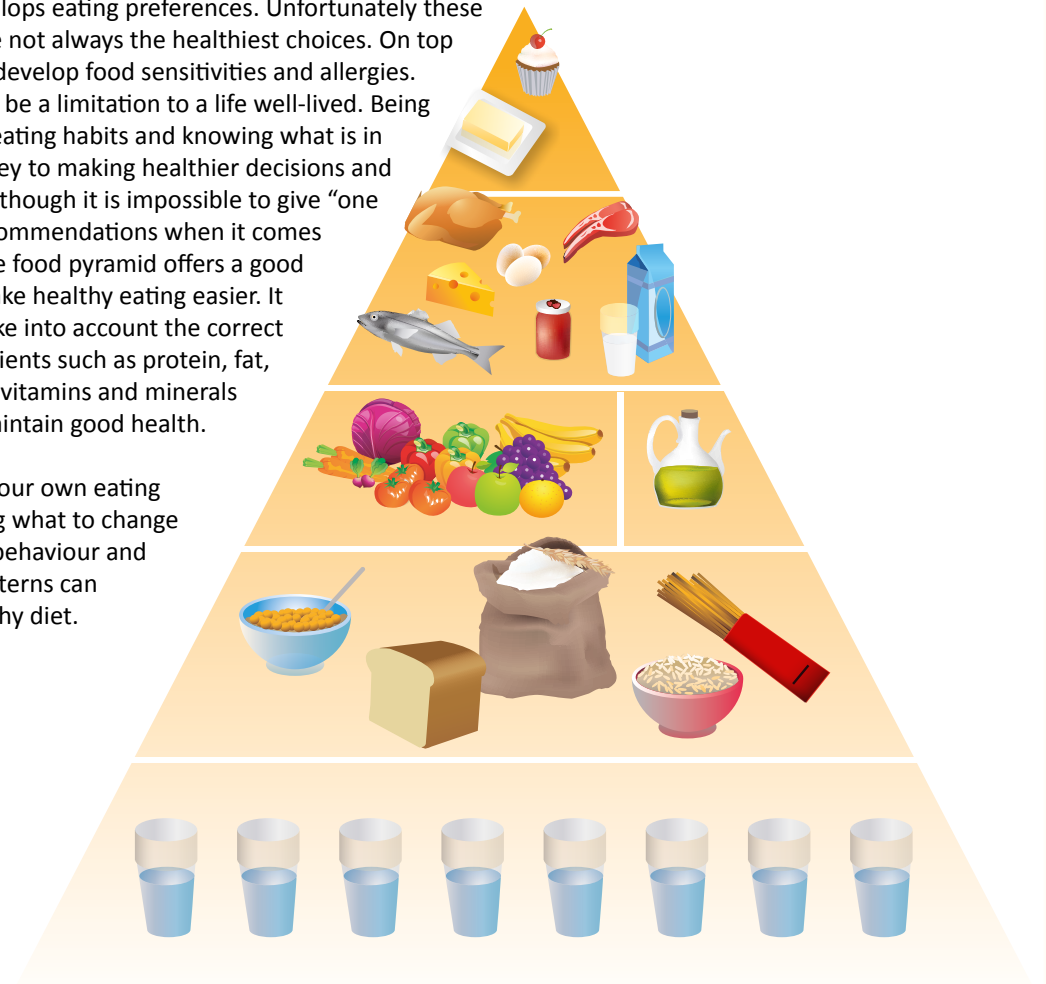 lops eating preferences. Unfortunately these
e not always the healthiest choices. On top
develop food sensitivities and allergies.
be a limitation to a life well-lived. Being
eating habits and knowing what is in
ey to making healthier decisions and
though it is impossible to give “one
ommendations when it comes
e food pyramid offers a good
ake healthy eating easier. It
ke into account the correct
ients such as protein, fat,
vitamins and minerals
aintain good health.
our own eating
g what to change
behaviour and
tterns can
hy diet.